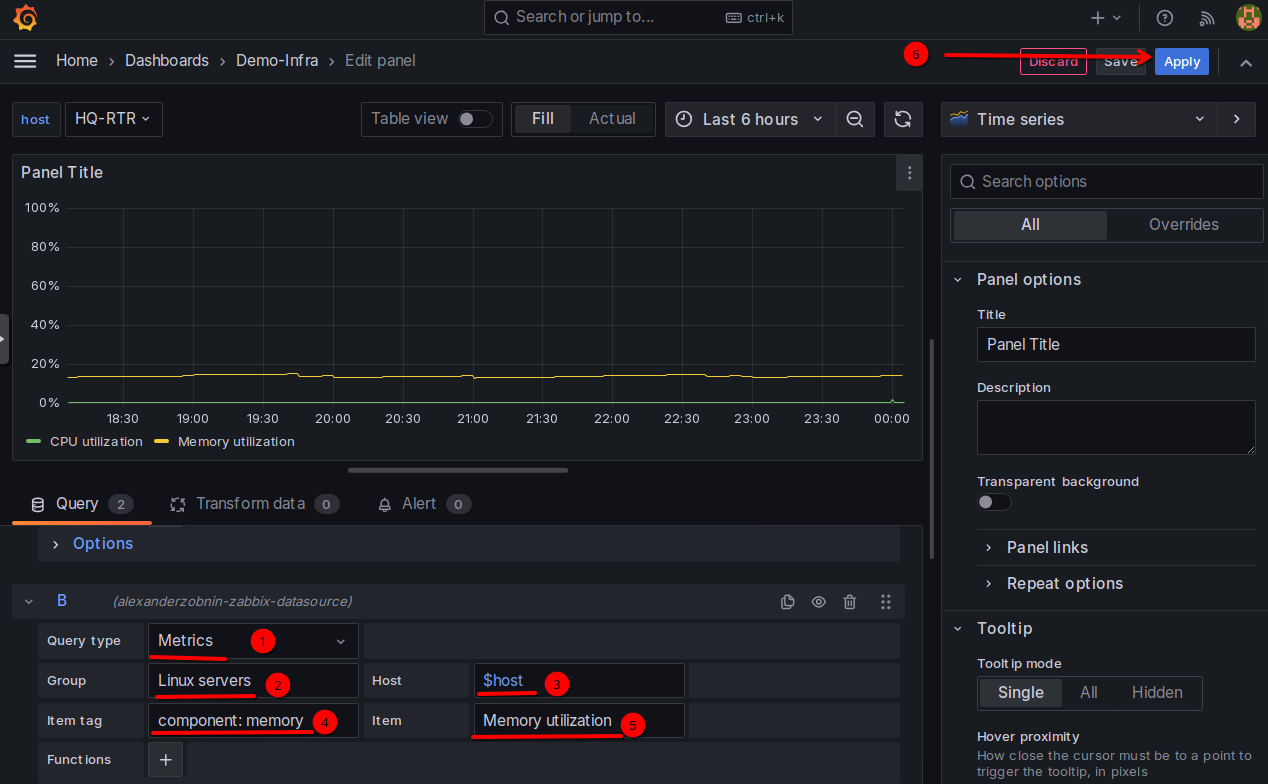 Search or jump to...
ctrl+k
Home › Dashboards › Demo-Infra › Edit panel
6
Discard
Save
Apply
host
HQ-RTR
Table view
Fill
Actual
Last 6 hours
Time series
Panel Title
100%
80%
60%
40%
20%
0%
18:30 19:00 19:30 20:00 20:30 21:00 21:30 22:00 22:30 23:00 23:30 00:00
CPU utilization
Memory utilization
Query 2
Transform data 0
Alert 0
Options
B
(alexanderzobnin-zabbix-datasource)
Query type
Metrics
1
Group
Linux servers
2
Host
$host
3
Item tag
component: memory
4
Item
Memory utilization
5
Functions
+
Search options
All
Overrides
Panel options
Title
Panel Title
Description
Transparent background
Panel links
Repeat options
Tooltip
Tooltip mode
Single
All
Hidden
Hover proximity
How close the cursor must be to a point to
trigger the tooltip, in pixels